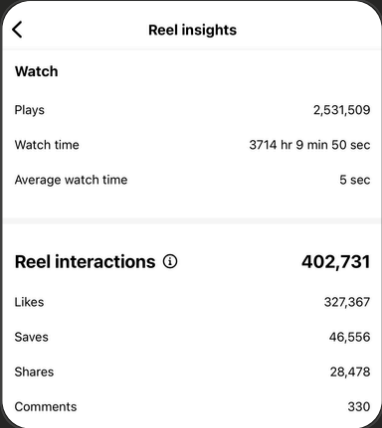 Reel insights
Watch
Plays 2,531,509
Watch time 3714 hr 9 min 50 sec
Average watch time 5 sec
Reel interactions 402,731
Likes 327,367
Saves 46,556
Shares 28,478
Comments 330